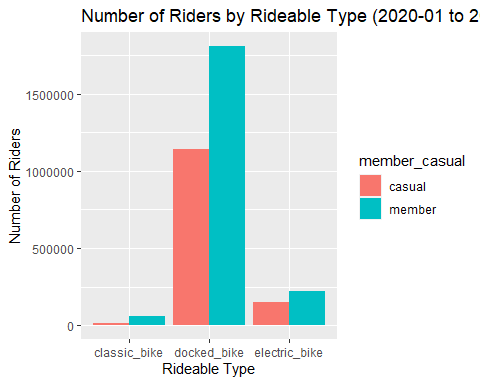 Number of Riders by Rideable Type (2020-01 to 2
Number of Riders
1500000
1000000
500000
0
classic_bike docked_bike electric_bike
Rideable Type
member_casual
casual
member